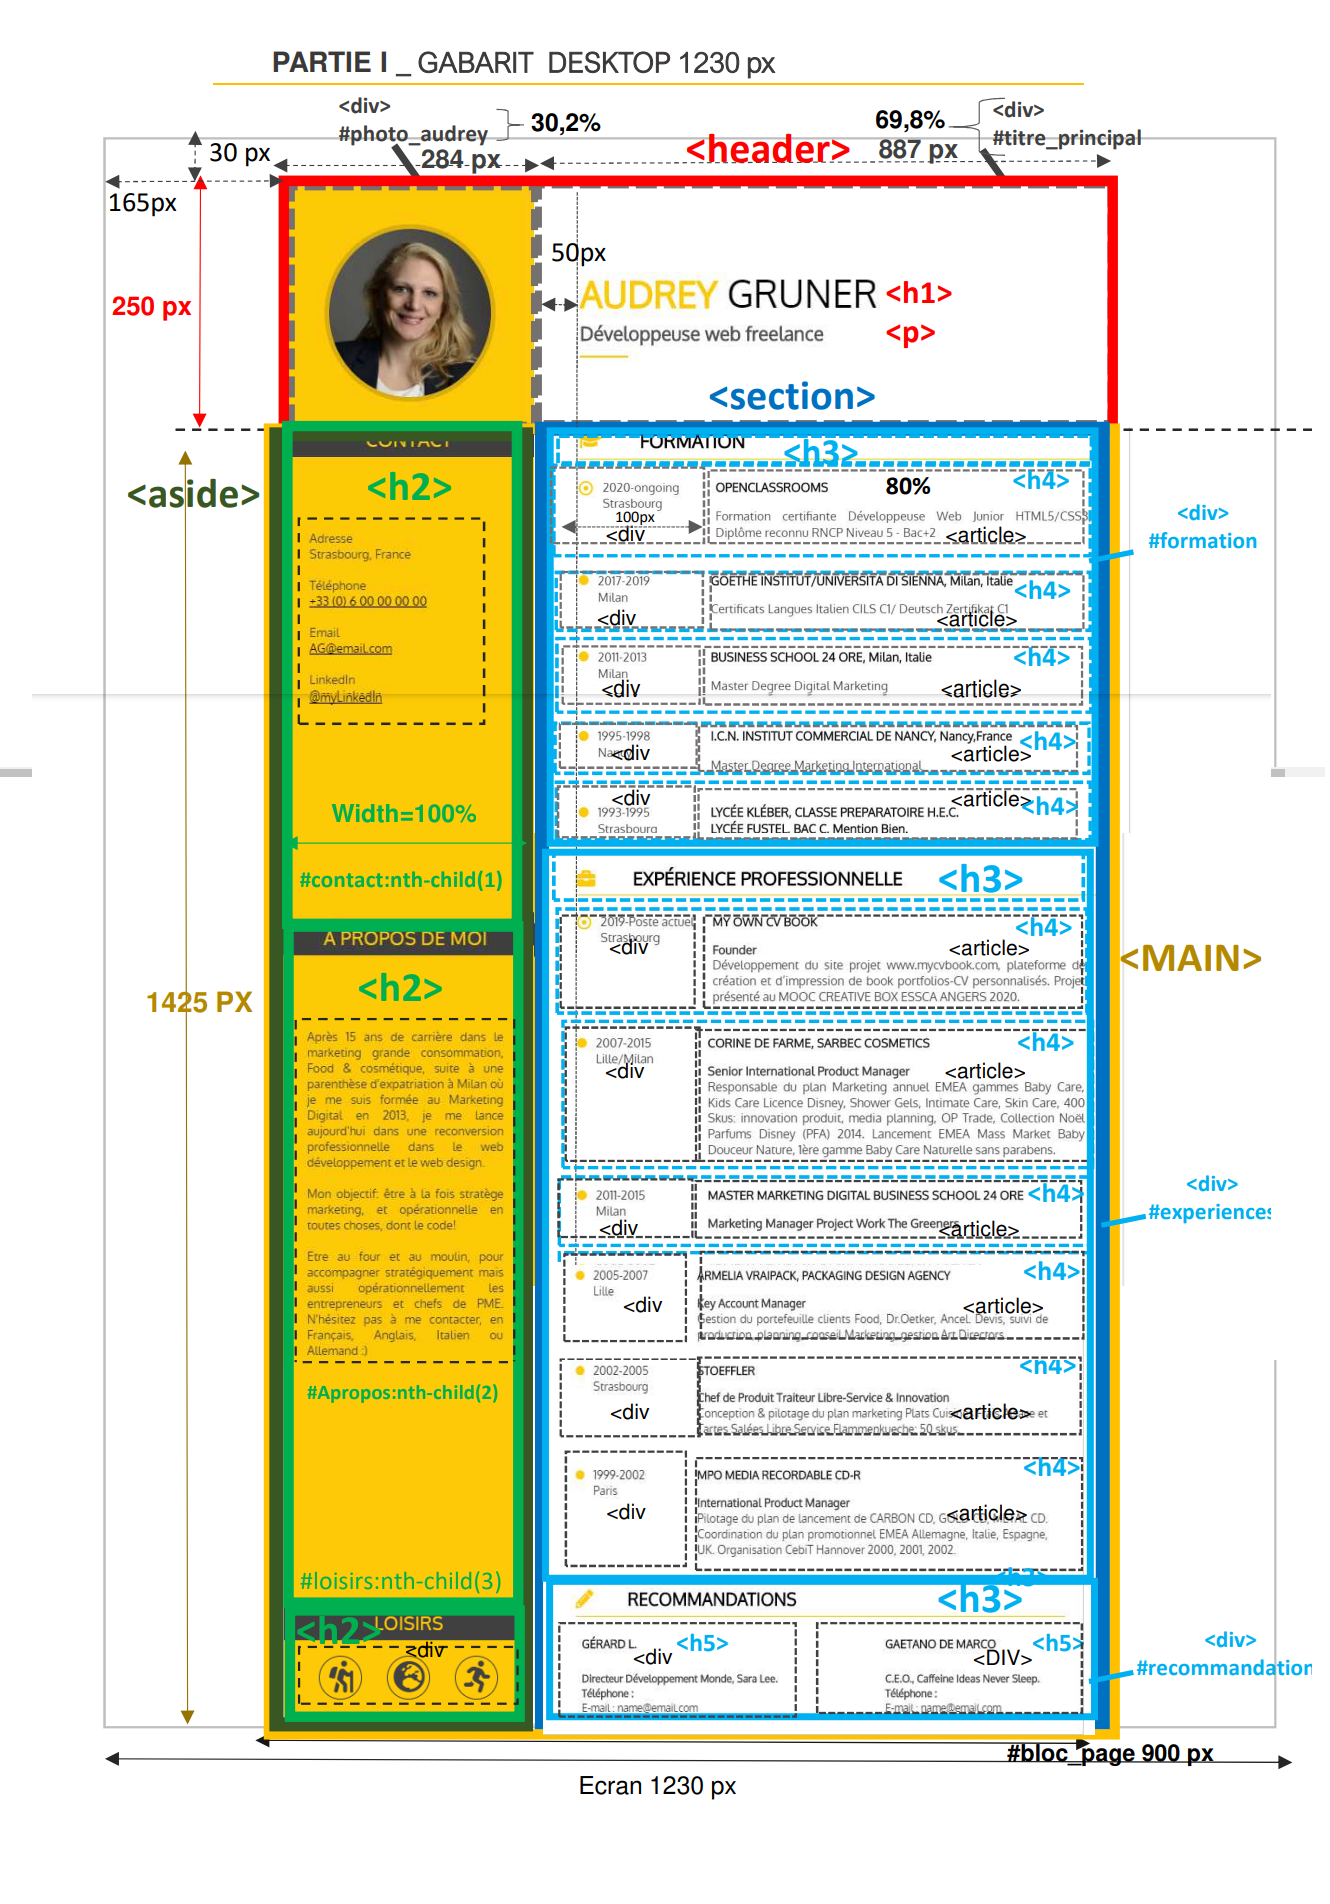 PARTIE I _ GABARIT DESKTOP 1230 px
<div>
#photo_audrey
30,2%
69,8%
<div>
#titre_principal
30 px
284 px
<header>
887 px
165px
50px
250 px
AUDREY GRUNER <h1>
Développeuse web freelance
<p>
<section>
CONTACT
<aside>
<h2>
Adresse
Strasbourg, France
Téléphone
+33 (0) 6 00 00 00 00
Email
AG@email.com
LinkedIn
@myLinkedIn
Width=100%
#contact:nth-child(1)
A PROPOS DE MOI
<h2>
1425 PX
Après 15 ans de carrière dans le
marketing grande consommation,
Food & cosmétique, suite à une
parenthèse d'expatriation à Milan où
je me suis formée au Marketing
Digital en 2013, je me lance
aujourd'hui dans une reconversion
professionnelle dans le web
développement et le web design.
Mon objectif: être à la fois stratège
marketing, et opérationnelle en
toutes choses, dont le code!
Etre au four et au moulin, pour
accompagner stratégiquement mais
aussi opérationnellement les
entrepreneurs et chefs de PME.
N'hésitez pas à me contacter, en
Français, Anglais, Italien ou
Allemand :)
#Apropos:nth-child(2)
#loisirs:nth-child(3)
<h2>
LOISIRS
<div
FORMATION
<h3>
2020-ongoing
Strasbourg
100px
<div
OPENCLASSROOMS
80%
<h4>
Formation certifiante Développeuse Web Junior HTML5/CSS3
Diplôme reconnu RNCP Niveau 5 - Bac+2
<article>
<div>
#formation
2017-2019
Milan
<div
GOETHE INSTITUT/UNIVERSITA DI SIENNA, Milan, Italie
<h4>
Certificats Langues Italien CILS C1/ Deutsch Zertifikat C1
<article>
2011-2013
Milan
<div
BUSINESS SCHOOL 24 ORE, Milan, Italie
<h4>
Master Degree Digital Marketing
<article>
1995-1998
Nancy
<div
I.C.N. INSTITUT COMMERCIAL DE NANCY, Nancy,France
<h4>
<article>
Master Degree Marketing International
<div
1993-1995
Strasbourg
<article>
<h4>
LYCÉE KLÉBER, CLASSE PREPARATOIRE H.E.C.
LYCÉE FUSTEL, BAC C, Mention Bien.
EXPÉRIENCE PROFESSIONNELLE
<h3>
2019-Poste actuel
Strasbourg
<div
MY OWN CV BOOK
<h4>
Founder
<article>
Développement du site projet www.mycvbook.com, plateforme de
création et d'impression de book portfolios-CV personnalisés. Projet
présenté au MOOC CREATIVE BOX ESSCA ANGERS 2020.
<MAIN>
2007-2015
Lille/Milan
<div
CORINE DE FARME, SARBEC COSMETICS
<h4>
Senior International Product Manager
<article>
Responsable du plan Marketing annuel EMEA gammes Baby Care,
Kids Care Licence Disney, Shower Gels, Intimate Care, Skin Care, 400
Skus: innovation produit, media planning, OP Trade, Collection Noël
Parfums Disney (PFA) 2014. Lancement EMEA Mass Market Baby
Douceur Nature, 1ère gamme Baby Care Naturelle sans parabens.
2011-2015
Milan
<div
MASTER MARKETING DIGITAL BUSINESS SCHOOL 24 ORE
<h4>
Marketing Manager Project Work The Greeners
<article>
<div>
#experiences
2005-2007
Lille
<div
ARMELIA VRAIPACK, PACKAGING DESIGN AGENCY
<h4>
Key Account Manager
<article>
Gestion du portefeuille clients Food, Dr.Oetker, Ancel. Devis, suivi de
production, planning, conseil Marketing, gestion Art Directors
2002-2005
Strasbourg
<div
STOEFFLER
<h4>
Chef de Produit Traiteur Libre-Service & Innovation
Conception & pilotage du plan marketing Plats et
<article>
Tartes Salées Libre Service Flammenkueche: 50 skus
1999-2002
Paris
<div
MPO MEDIA RECORDABLE CD-R
<h4>
International Product Manager
<article>
Pilotage du plan de lancement de CARBON CD, GOLD CD, METAL CD.
Coordination du plan promotionnel EMEA Allemagne, Italie, Espagne,
UK. Organisation CebiT Hannover 2000, 2001, 2002.
<h3>
RECOMMANDATIONS
<h3>
GÉRARD L.
<h5>
<div
Directeur Développement Monde, Sara Lee.
Téléphone :
E-mail : name@email.com
GAETANO DE MARCO
<h5>
<DIV>
C.E.O., Caffeine Ideas Never Sleep.
Téléphone :
E-mail : name@email.com
<div>
#recommandation
#bloc_page 900 px
Ecran 1230 px